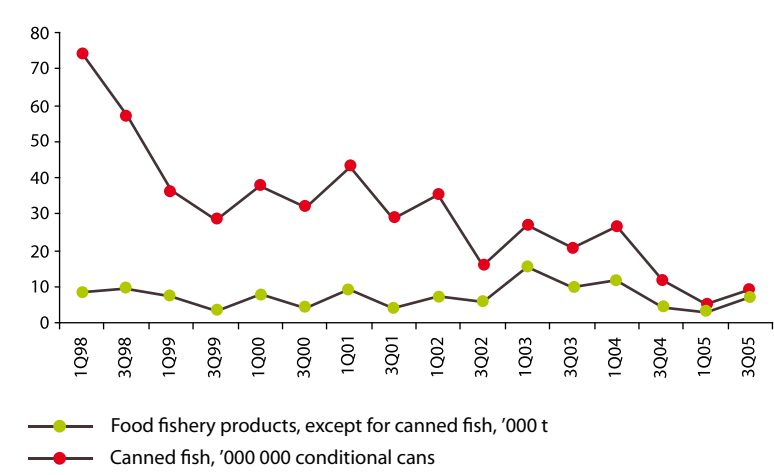 80
70
60
50
40
30
20
10
0
1Q98
3Q98
1Q99
3Q99
1Q00
3Q00
1Q01
3Q01
1Q02
3Q02
1Q03
3Q03
1Q04
3Q04
1Q05
3Q05
Food fishery products, except for canned fish, ’000 t
Canned fish, ’000 000 conditional cans